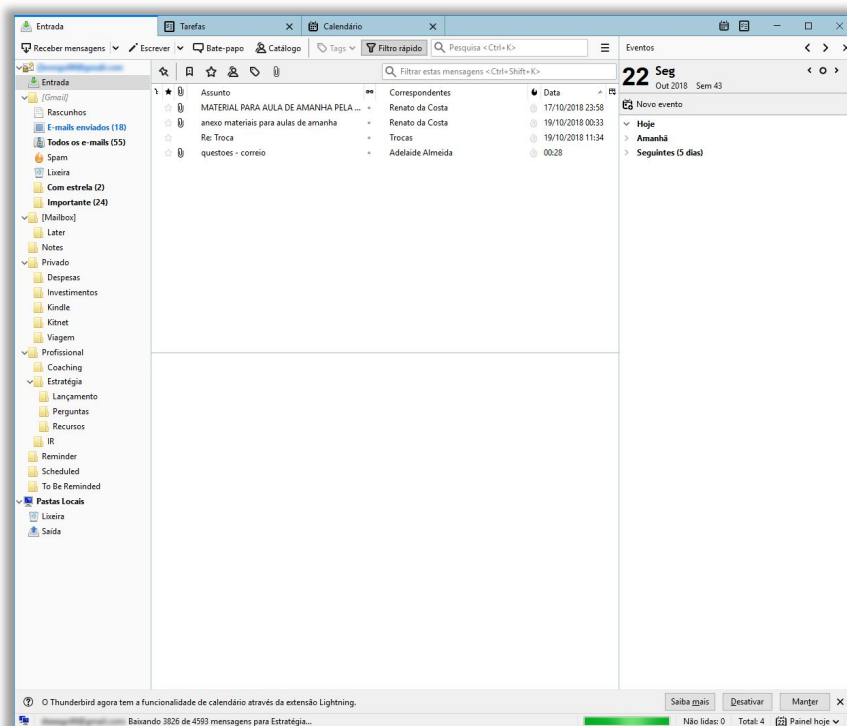 Entrada
Tarefas
Calendário
Receber mensagens
Escrever
Bate-papo
Catálogo
Tags
Filtro rápido
Pesquisa <Ctrl+K>
Eventos
Entrada
[Gmail]
Rascunhos
E-mails enviados (18)
Todos os e-mails (55)
Spam
Lixeira
Com estrela (2)
Importante (24)
[Mailbox]
Later
Notes
Privado
Despesas
Investimentos
Kindle
Kitnet
Viagem
Profissional
Coaching
Estratégia
Lançamento
Perguntas
Recursos
IR
Reminder
Scheduled
To Be Reminded
Pastas Locais
Lixeira
Saída
Filtrar estas mensagens <Ctrl+Shift+K>
Assunto Correspondentes Data
MATERIAL PARA AULA DE AMANHA PELA ... Renato da Costa 17/10/2018 23:58
anexo materiais para aulas de amanha Renato da Costa 19/10/2018 00:33
Re: Troca Trocas 19/10/2018 11:34
questoes - correio Adelaide Almeida 00:28
22 Seg
Out 2018 Sem 43
Novo evento
Hoje
Amanhã
Seguintes (5 dias)
O Thunderbird agora tem a funcionalidade de calendário através da extensão Lightning.
Saiba mais
Desativar
Manter
Baixando 3826 de 4593 mensagens para Estratégia...
Não lidas: 0
Total: 4
22
Painel hoje